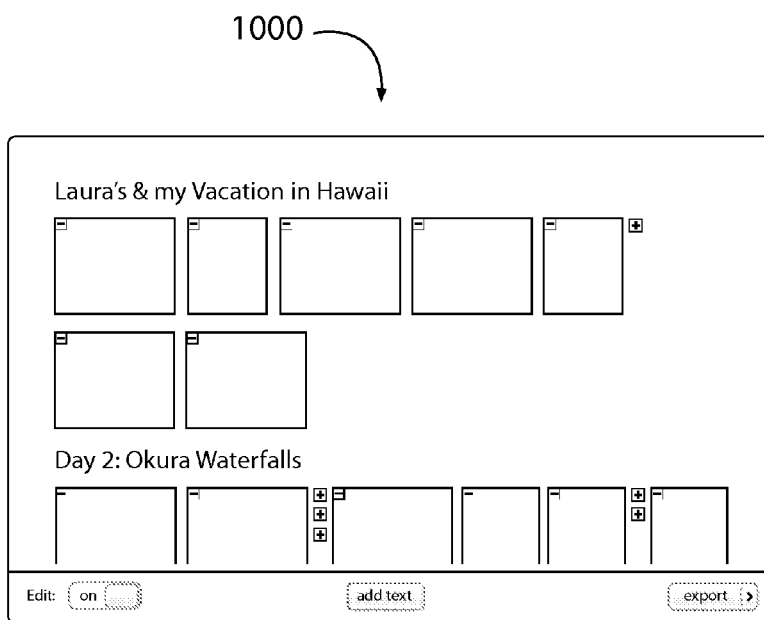 1000
Laura's & my Vacation in Hawaii
Day 2: Okura Waterfalls
Edit: on add text export